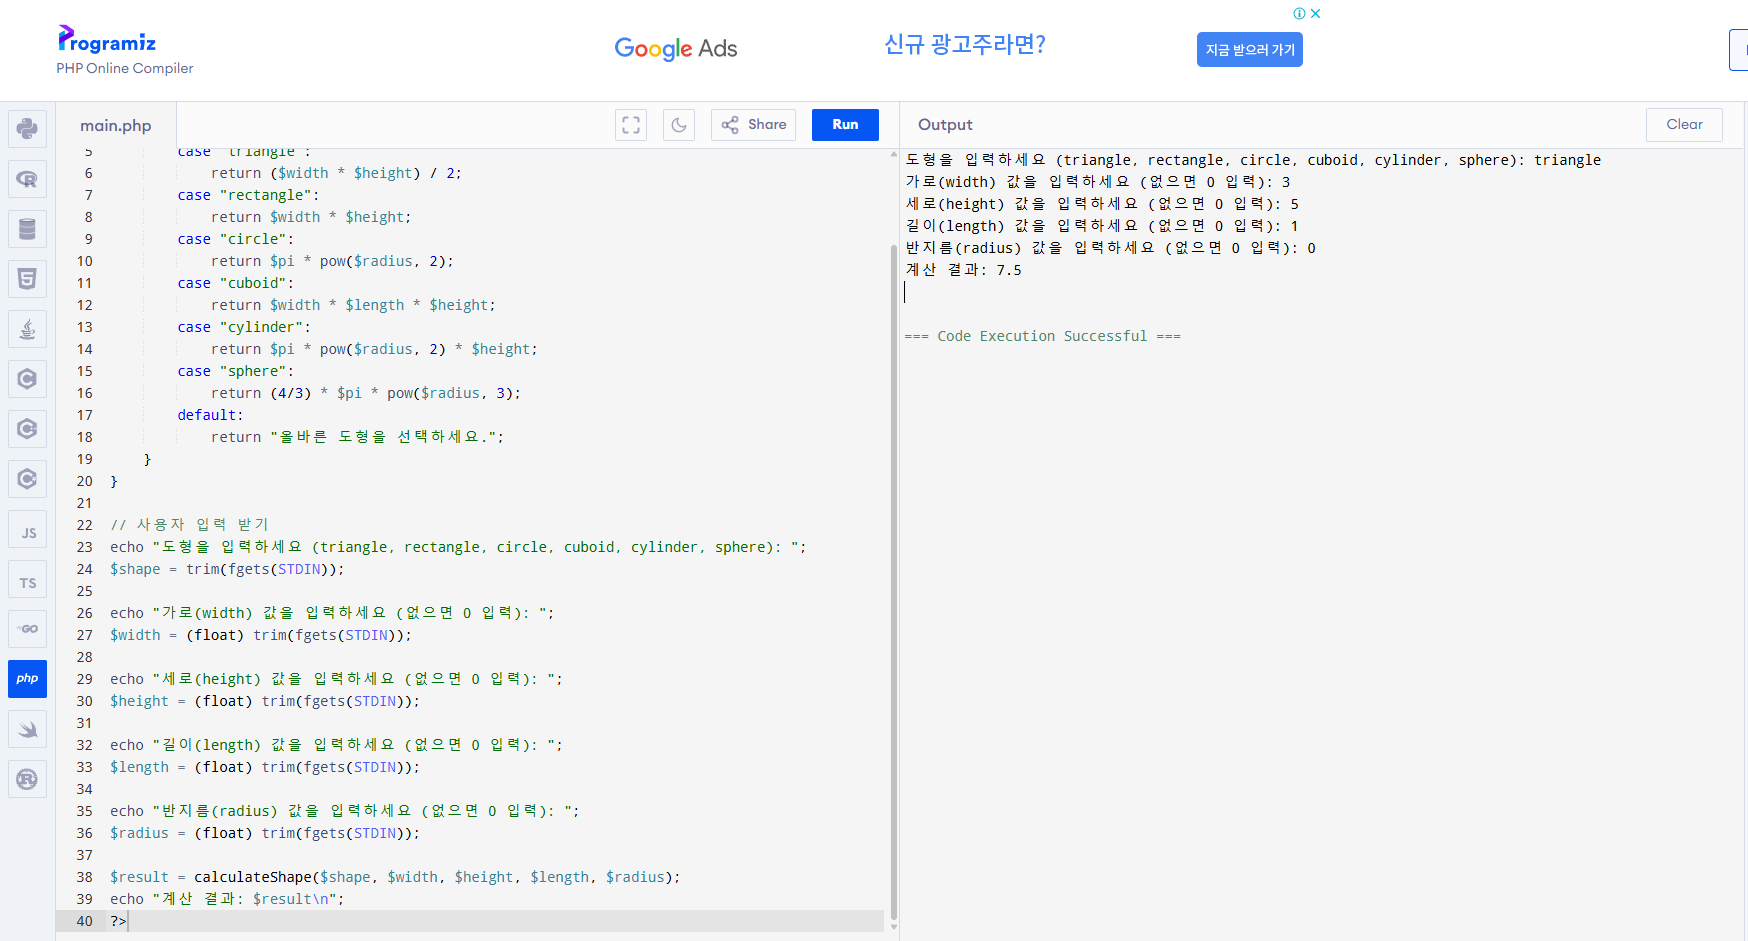 Programiz
PHP Online Compiler
Google Ads
신규 광고주라면?
지금 받으러 가기
main.php
Share
Run
Output
Clear
5 case "triangle":
6 return ($width * $height) / 2;
7 case "rectangle":
8 return $width * $height;
9 case "circle":
10 return $pi * pow($radius, 2);
11 case "cuboid":
12 return $width * $length * $height;
13 case "cylinder":
14 return $pi * pow($radius, 2) * $height;
15 case "sphere":
16 return (4/3) * $pi * pow($radius, 3);
17 default:
18 return "올바른 도형을 선택하세요.";
19 }
20 }
21
22 // 사용자 입력 받기
23 echo "도형을 입력하세요 (triangle, rectangle, circle, cuboid, cylinder, sphere): ";
24 $shape = trim(fgets(STDIN));
25
26 echo "가로(width) 값을 입력하세요 (없으면 0 입력): ";
27 $width = (float) trim(fgets(STDIN));
28
29 echo "세로(height) 값을 입력하세요 (없으면 0 입력): ";
30 $height = (float) trim(fgets(STDIN));
31
32 echo "길이(length) 값을 입력하세요 (없으면 0 입력): ";
33 $length = (float) trim(fgets(STDIN));
34
35 echo "반지름(radius) 값을 입력하세요 (없으면 0 입력): ";
36 $radius = (float) trim(fgets(STDIN));
37
38 $result = calculateShape($shape, $width, $height, $length, $radius);
39 echo "계산 결과: $result\n";
40 ?>
도형을 입력하세요 (triangle, rectangle, circle, cuboid, cylinder, sphere): triangle
가로(width) 값을 입력하세요 (없으면 0 입력): 3
세로(height) 값을 입력하세요 (없으면 0 입력): 5
길이(length) 값을 입력하세요 (없으면 0 입력): 1
반지름(radius) 값을 입력하세요 (없으면 0 입력): 0
계산 결과: 7.5
=== Code Execution Successful ===
R
5
C
C
C
JS
TS
GO
php
R